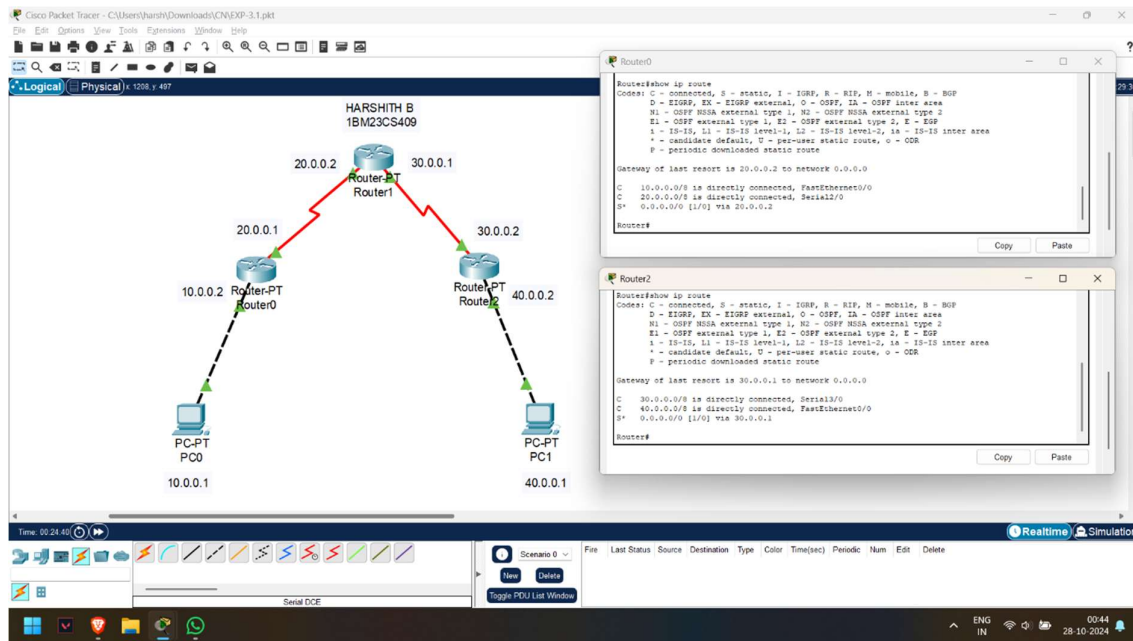 Cisco Packet Tracer - C:\Users\harsh\Downloads\CN\EXP-3.1.pkt
File Edit Options View Tools Extensions Window Help
Logical Physical x: 1208, y: 497
HARSHITH B
1BM23CS409
20.0.0.2
30.0.0.1
Router-PT
Router1
20.0.0.1
30.0.0.2
10.0.0.2
Router-PT
Router0
Router-PT
Router2
40.0.0.2
PC-PT
PC0
PC-PT
PC1
10.0.0.1
40.0.0.1
Router0
Router#show ip route
Codes: C - connected, S - static, I - IGRP, R - RIP, M - mobile, B - BGP
D - EIGRP, EX - EIGRP external, O - OSPF, IA - OSPF inter area
N1 - OSPF NSSA external type 1, N2 - OSPF NSSA external type 2
E1 - OSPF external type 1, E2 - OSPF external type 2, E - EGP
i - IS-IS, L1 - IS-IS level-1, L2 - IS-IS level-2, ia - IS-IS inter area
* - candidate default, U - per-user static route, o - ODR
P - periodic downloaded static route
Gateway of last resort is 20.0.0.2 to network 0.0.0.0
C 10.0.0.0/8 is directly connected, FastEthernet0/0
C 20.0.0.0/8 is directly connected, Serial2/0
S* 0.0.0.0/0 [1/0] via 20.0.0.2
Router#
Copy Paste
Router2
Router#show ip route
Codes: C - connected, S - static, I - IGRP, R - RIP, M - mobile, B - BGP
D - EIGRP, EX - EIGRP external, O - OSPF, IA - OSPF inter area
N1 - OSPF NSSA external type 1, N2 - OSPF NSSA external type 2
E1 - OSPF external type 1, E2 - OSPF external type 2, E - EGP
i - IS-IS, L1 - IS-IS level-1, L2 - IS-IS level-2, ia - IS-IS inter area
* - candidate default, U - per-user static route, o - ODR
P - periodic downloaded static route
Gateway of last resort is 30.0.0.1 to network 0.0.0.0
C 30.0.0.0/8 is directly connected, Serial3/0
C 40.0.0.0/8 is directly connected, FastEthernet0/0
S* 0.0.0.0/0 [1/0] via 30.0.0.1
Router#
Copy Paste
Time: 00:24:40
Realtime Simulation
Scenario 0
New Delete
Toggle PDU List Window
Fire Last Status Source Destination Type Color Time(sec) Periodic Num Edit Delete
Serial DCE
ENG
IN
00:44
28-10-2024